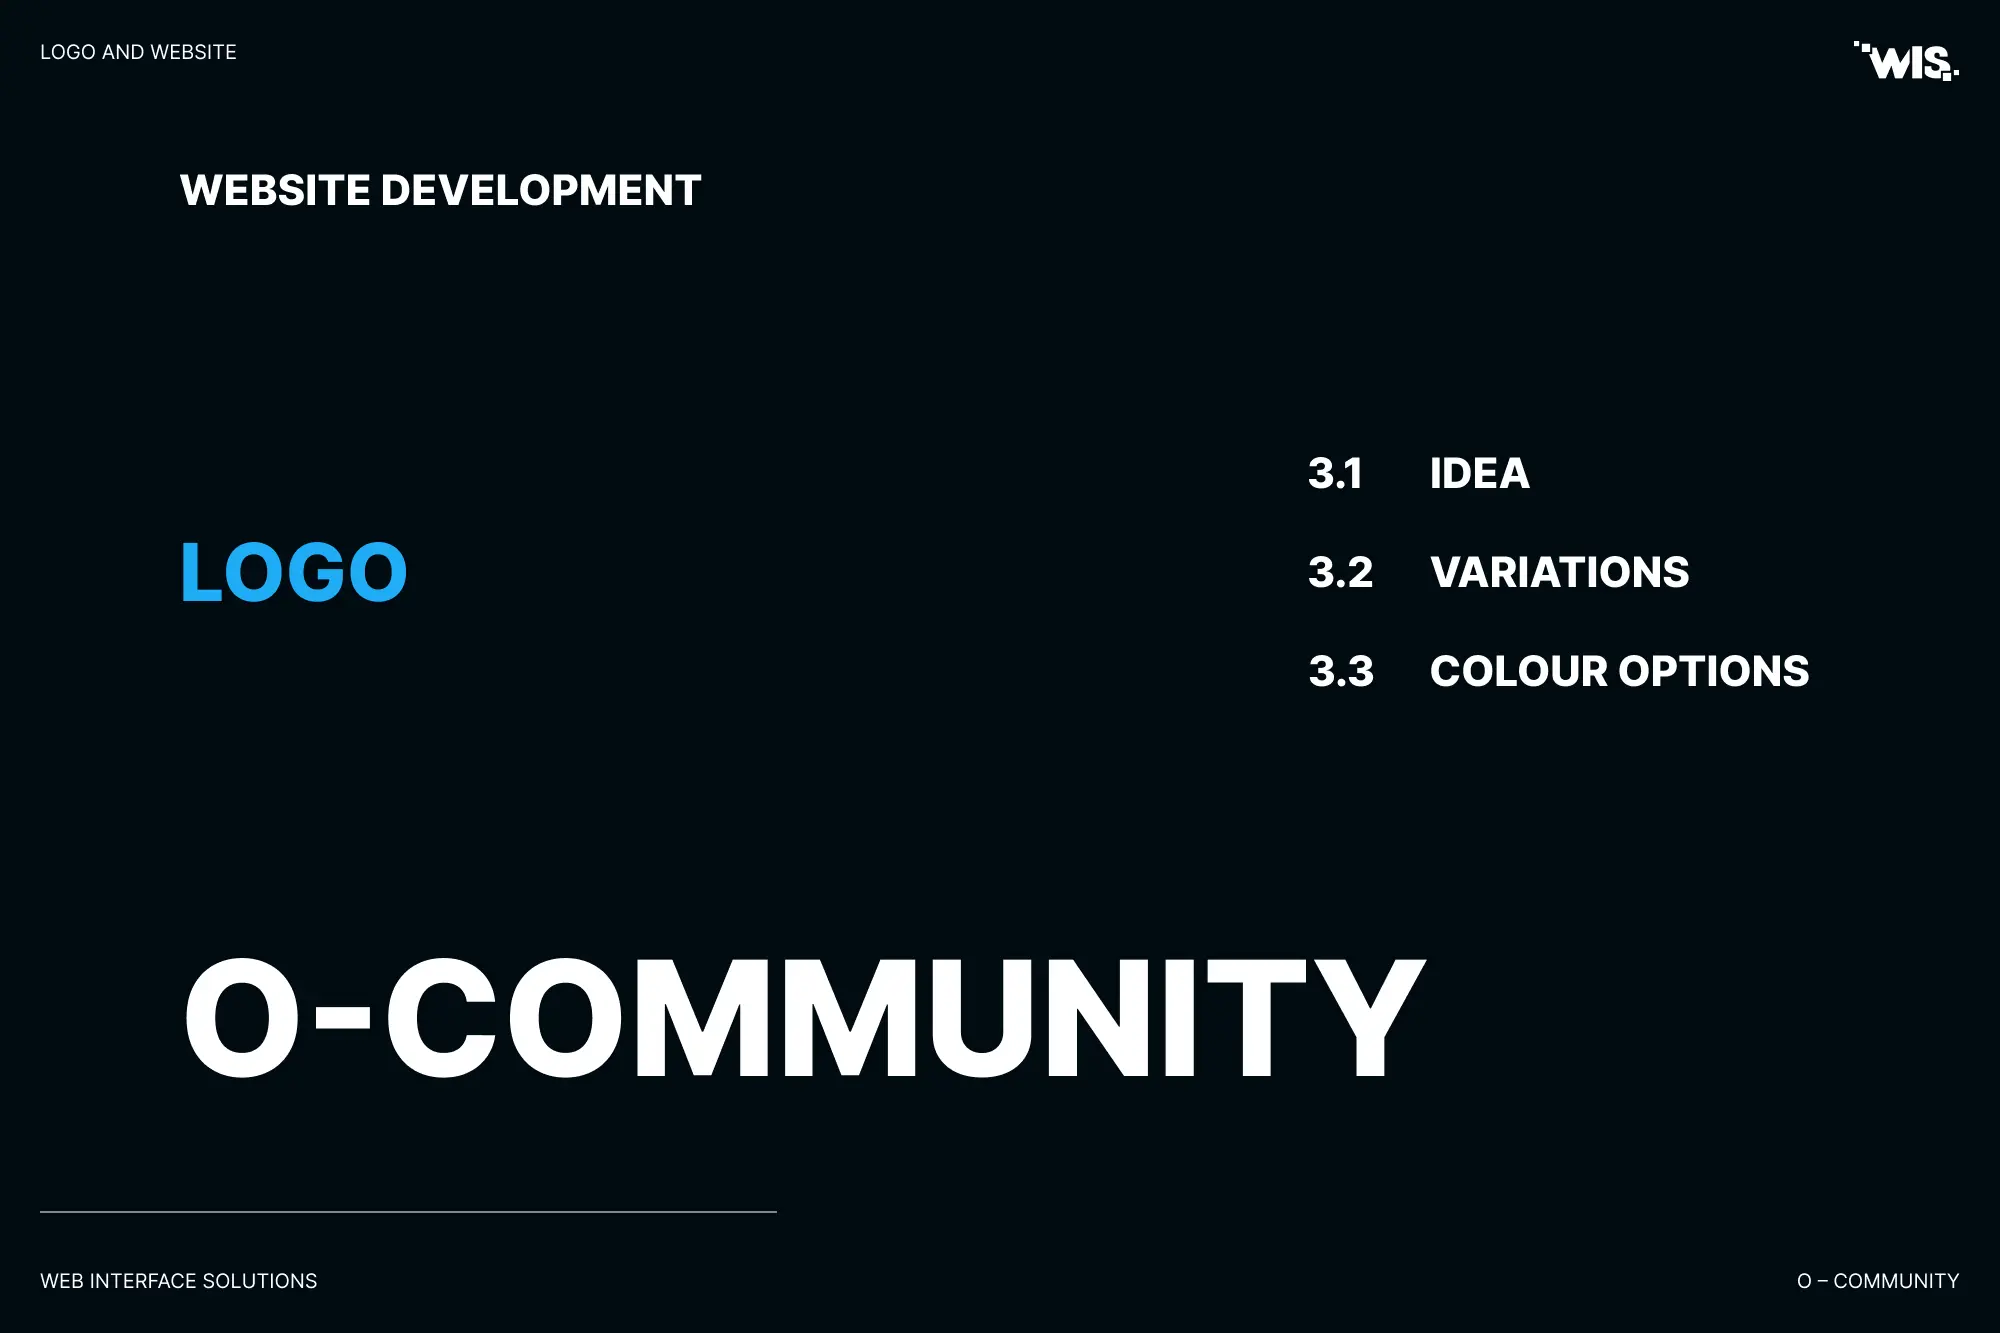 LOGO AND WEBSITE
WIS.
WEBSITE DEVELOPMENT
LOGO
3.1 IDEA
3.2 VARIATIONS
3.3 COLOUR OPTIONS
O-COMMUNITY
WEB INTERFACE SOLUTIONS
O – COMMUNITY